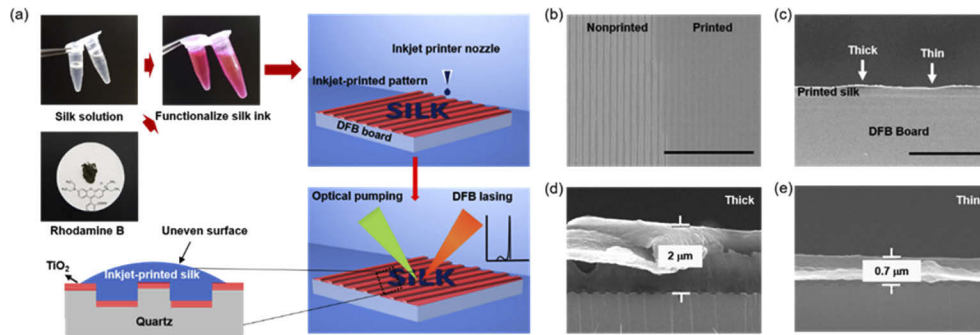 (a)
Silk solution
Functionalize silk ink
Rhodamine B
Inkjet printer nozzle
Inkjet-printed pattern
SILK
DFB board
Optical pumping
DFB lasing
SILK
Uneven surface
TiO2
Inkjet-printed silk
Quartz
(b)
Nonprinted
Printed
(c)
Thick
Thin
Printed silk
DFB Board
(d)
Thick
2 μm
(e)
Thin
0.7 μm